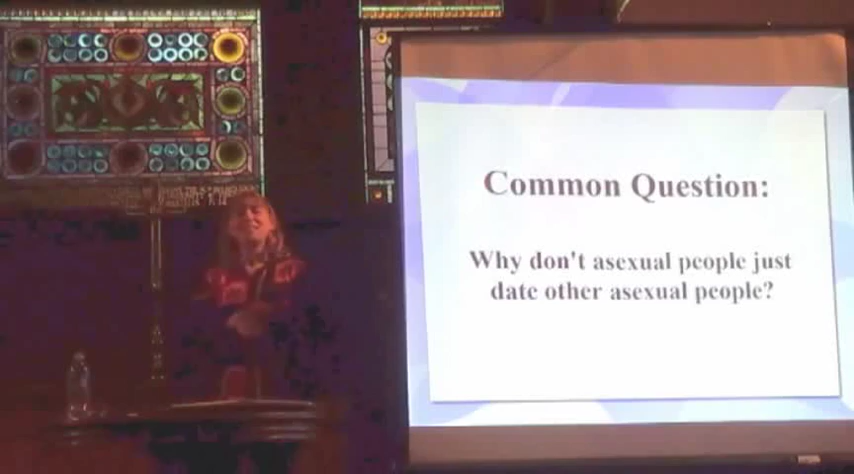 Common Question:
Why don't asexual people just
date other asexual people?